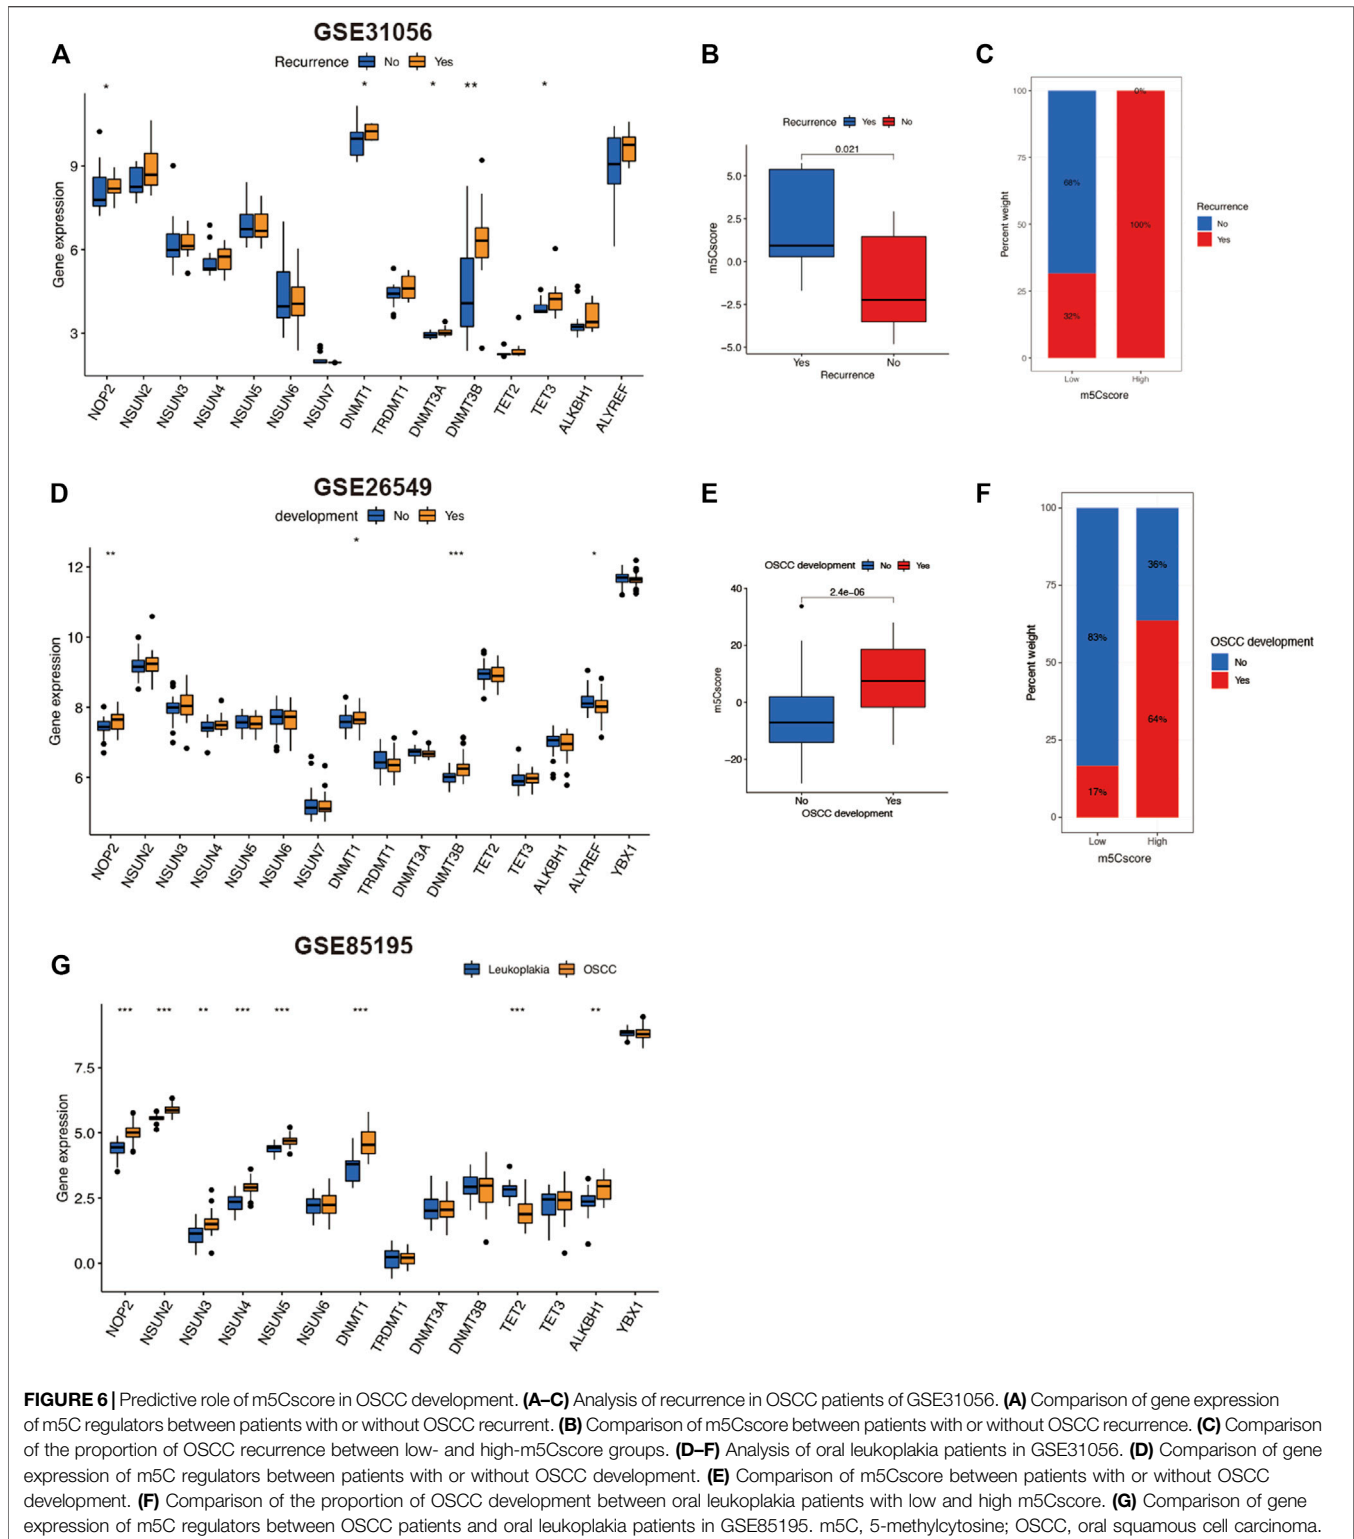 GSE31056
A
Recurrence No Yes
* * * ** *
Gene expression
9
6
3
NOP2 NSUN2 NSUN3 NSUN4 NSUN5 NSUN6 NSUN7 DNMT1 TRDMT1 DNMT3A DNMT3B TET2 TET3 ALKBH1 ALYREF
B
Recurrence Yes No
0.021
m5Cscore
5.0
2.5
0.0
−2.5
−5.0
Yes No
Recurrence
C
Percent weight
100
75
50
25
0
0%
68%
100%
32%
Recurrence
No
Yes
Low High
m5Cscore
GSE26549
D
development No Yes
** * *** *
Gene expression
12
10
8
6
NOP2 NSUN2 NSUN3 NSUN4 NSUN5 NSUN6 NSUN7 DNMT1 TRDMT1 DNMT3A DNMT3B TET2 TET3 ALKBH1 ALYREF YBX1
E
OSCC development No Yes
2.4e−06
m5Cscore
40
20
0
−20
No Yes
OSCC development
F
Percent weight
100
75
50
25
0
36%
83%
64%
17%
OSCC development
No
Yes
Low High
m5Cscore
GSE85195
G
Leukoplakia OSCC
*** *** ** *** *** *** *** **
Gene expression
7.5
5.0
2.5
0.0
NOP2 NSUN2 NSUN3 NSUN4 NSUN5 NSUN6 DNMT1 TRDMT1 DNMT3A DNMT3B TET2 TET3 ALKBH1 YBX1
FIGURE 6 | Predictive role of m5Cscore in OSCC development. (A–C) Analysis of recurrence in OSCC patients of GSE31056. (A) Comparison of gene expression
of m5C regulators between patients with or without OSCC recurrent. (B) Comparison of m5Cscore between patients with or without OSCC recurrence. (C) Comparison
of the proportion of OSCC recurrence between low- and high-m5Cscore groups. (D–F) Analysis of oral leukoplakia patients in GSE31056. (D) Comparison of gene
expression of m5C regulators between patients with or without OSCC development. (E) Comparison of m5Cscore between patients with or without OSCC
development. (F) Comparison of the proportion of OSCC development between oral leukoplakia patients with low and high m5Cscore. (G) Comparison of gene
expression of m5C regulators between OSCC patients and oral leukoplakia patients in GSE85195. m5C, 5-methylcytosine; OSCC, oral squamous cell carcinoma.